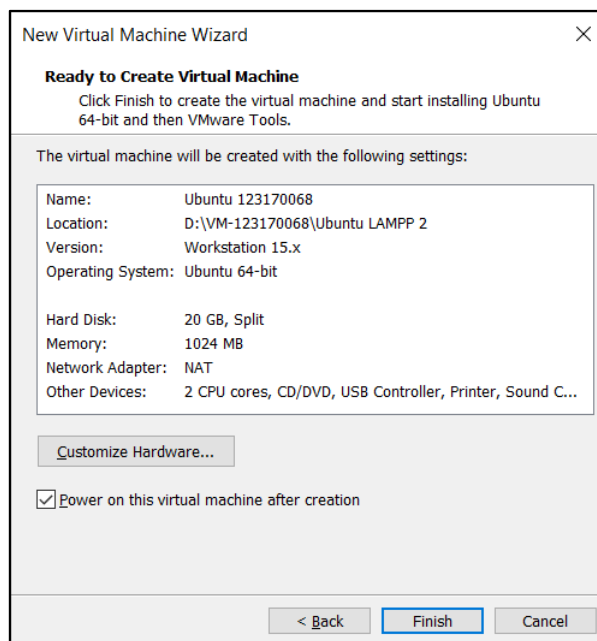 New Virtual Machine Wizard
Ready to Create Virtual Machine
Click Finish to create the virtual machine and start installing Ubuntu
64-bit and then VMware Tools.
The virtual machine will be created with the following settings:
Name: Ubuntu 123170068
Location: D:\VM-123170068\Ubuntu LAMPP 2
Version: Workstation 15.x
Operating System: Ubuntu 64-bit
Hard Disk: 20 GB, Split
Memory: 1024 MB
Network Adapter: NAT
Other Devices: 2 CPU cores, CD/DVD, USB Controller, Printer, Sound C...
Customize Hardware...
Power on this virtual machine after creation
< Back Finish Cancel